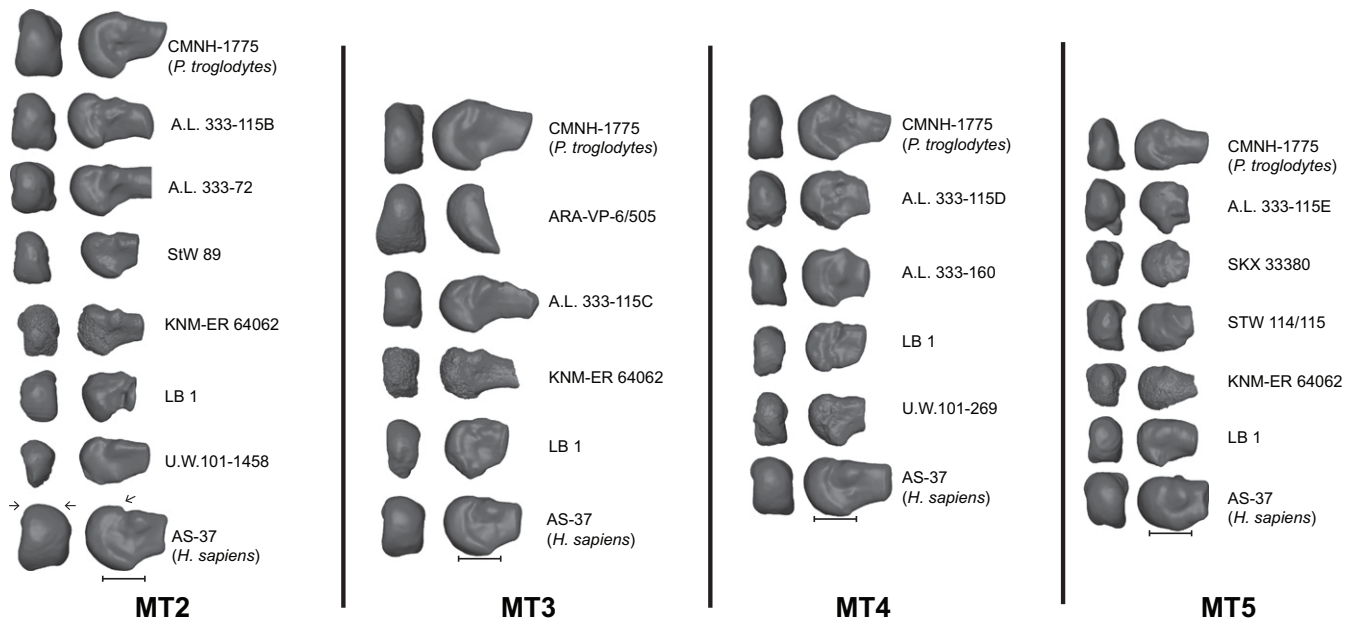 CMNH-1775
(P. troglodytes)
A.L. 333-115B
A.L. 333-72
StW 89
KNM-ER 64062
LB 1
U.W.101-1458
AS-37
(H. sapiens)
MT2
CMNH-1775
(P. troglodytes)
ARA-VP-6/505
A.L. 333-115C
KNM-ER 64062
LB 1
AS-37
(H. sapiens)
MT3
CMNH-1775
(P. troglodytes)
A.L. 333-115D
A.L. 333-160
LB 1
U.W.101-269
AS-37
(H. sapiens)
MT4
CMNH-1775
(P. troglodytes)
A.L. 333-115E
SKX 33380
STW 114/115
KNM-ER 64062
LB 1
AS-37
(H. sapiens)
MT5